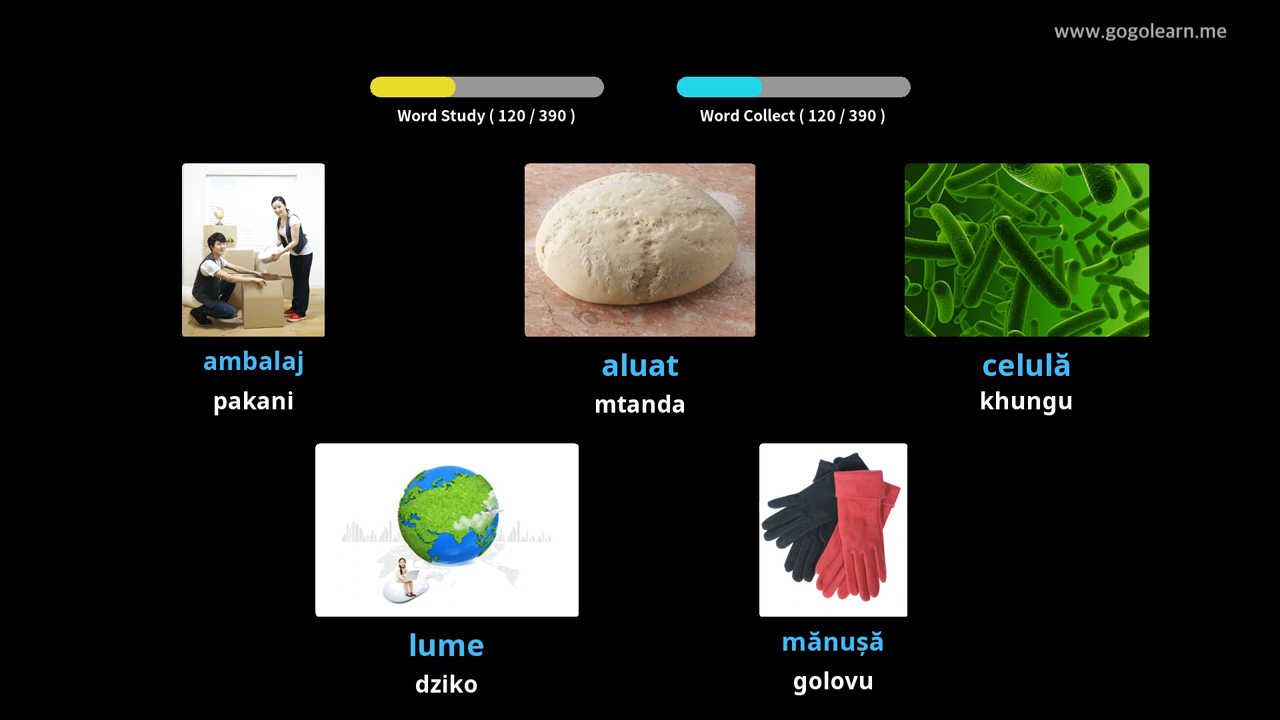 www.gogolearn.me
Word Study ( 120 / 390 )
Word Collect ( 120 / 390 )
ambalaj
pakani
aluat
mtanda
celulă
khungu
lume
dziko
mănușă
golovu